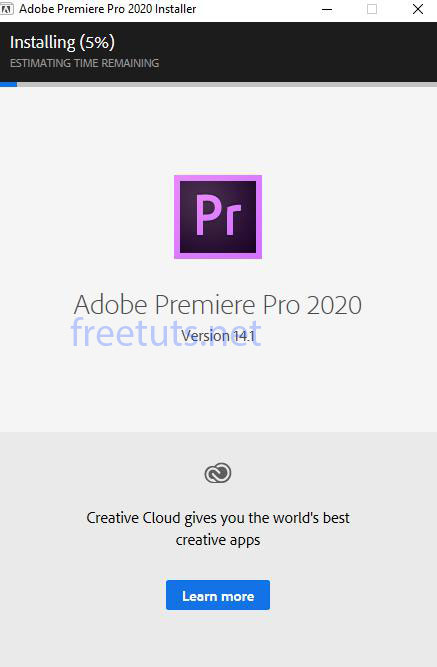 Adobe Premiere Pro 2020 Installer
Installing (5%)
ESTIMATING TIME REMAINING
Pr
Adobe Premiere Pro 2020
freetuts.net
Version 14.1
Creative Cloud gives you the world's best
creative apps
Learn more